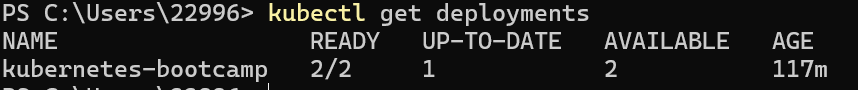 PS C:\Users\22996> kubectl get deployments
NAME READY UP-TO-DATE AVAILABLE AGE
kubernetes-bootcamp 2/2 1 2 117m